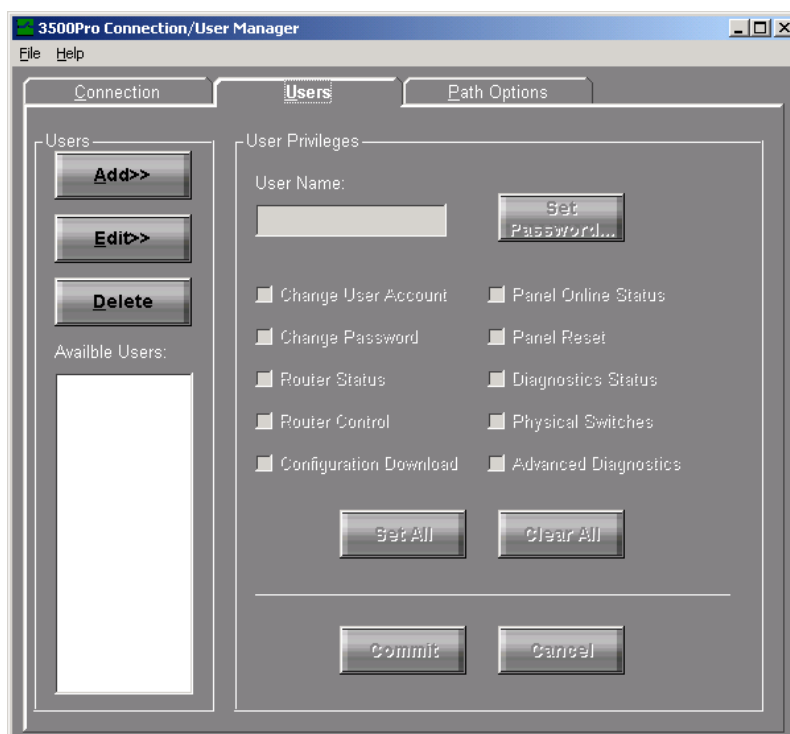 3500Pro Connection/User Manager
File Help
Connection Users Path Options
Users
Add>>
Edit>>
Delete
Availble Users:
User Privileges
User Name:
Set
Password...
Change User Account Panel Online Status
Change Password Panel Reset
Router Status Diagnostics Status
Router Control Physical Switches
Configuration Download Advanced Diagnostics
Set All Clear All
Commit Cancel